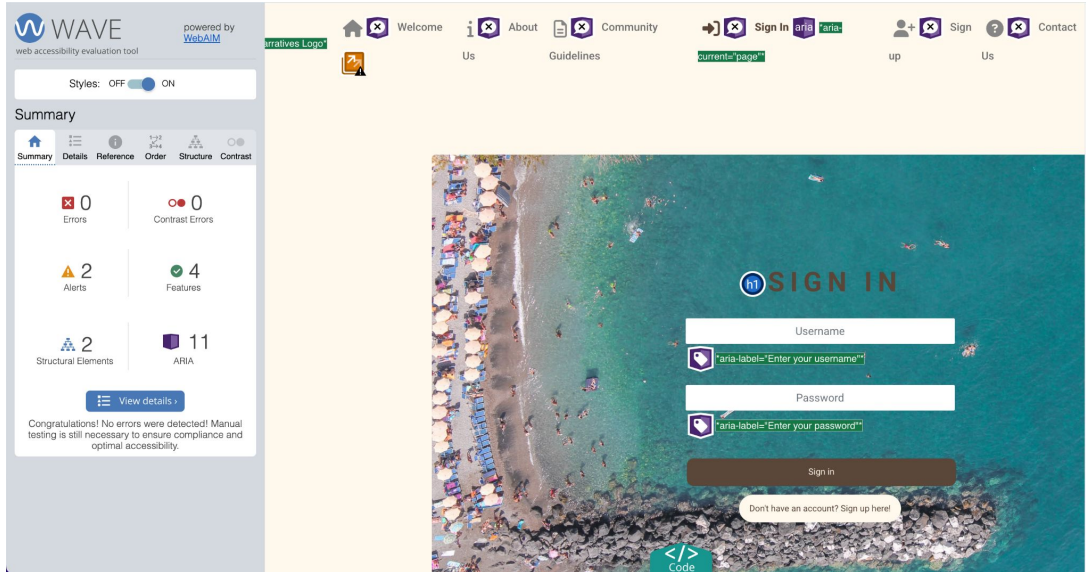 WAVE
web accessibility evaluation tool
powered by
WebAIM
Styles: OFF ON
Summary
Summary Details Reference Order Structure Contrast
0
Errors
0
Contrast Errors
2
Alerts
4
Features
2
Structural Elements
11
ARIA
View details ›
Congratulations! No errors were detected! Manual
testing is still necessary to ensure compliance and
optimal accessibility.
arratives Logo"*
Welcome
About
Us
Community
Guidelines
Sign In aria *aria-
current="page"*
Sign
up
Contact
Us
h1 SIGN IN
Username
*aria-label="Enter your username"*
Password
*aria-label="Enter your password"*
Sign in
Don't have an account? Sign up here!
</>
Code